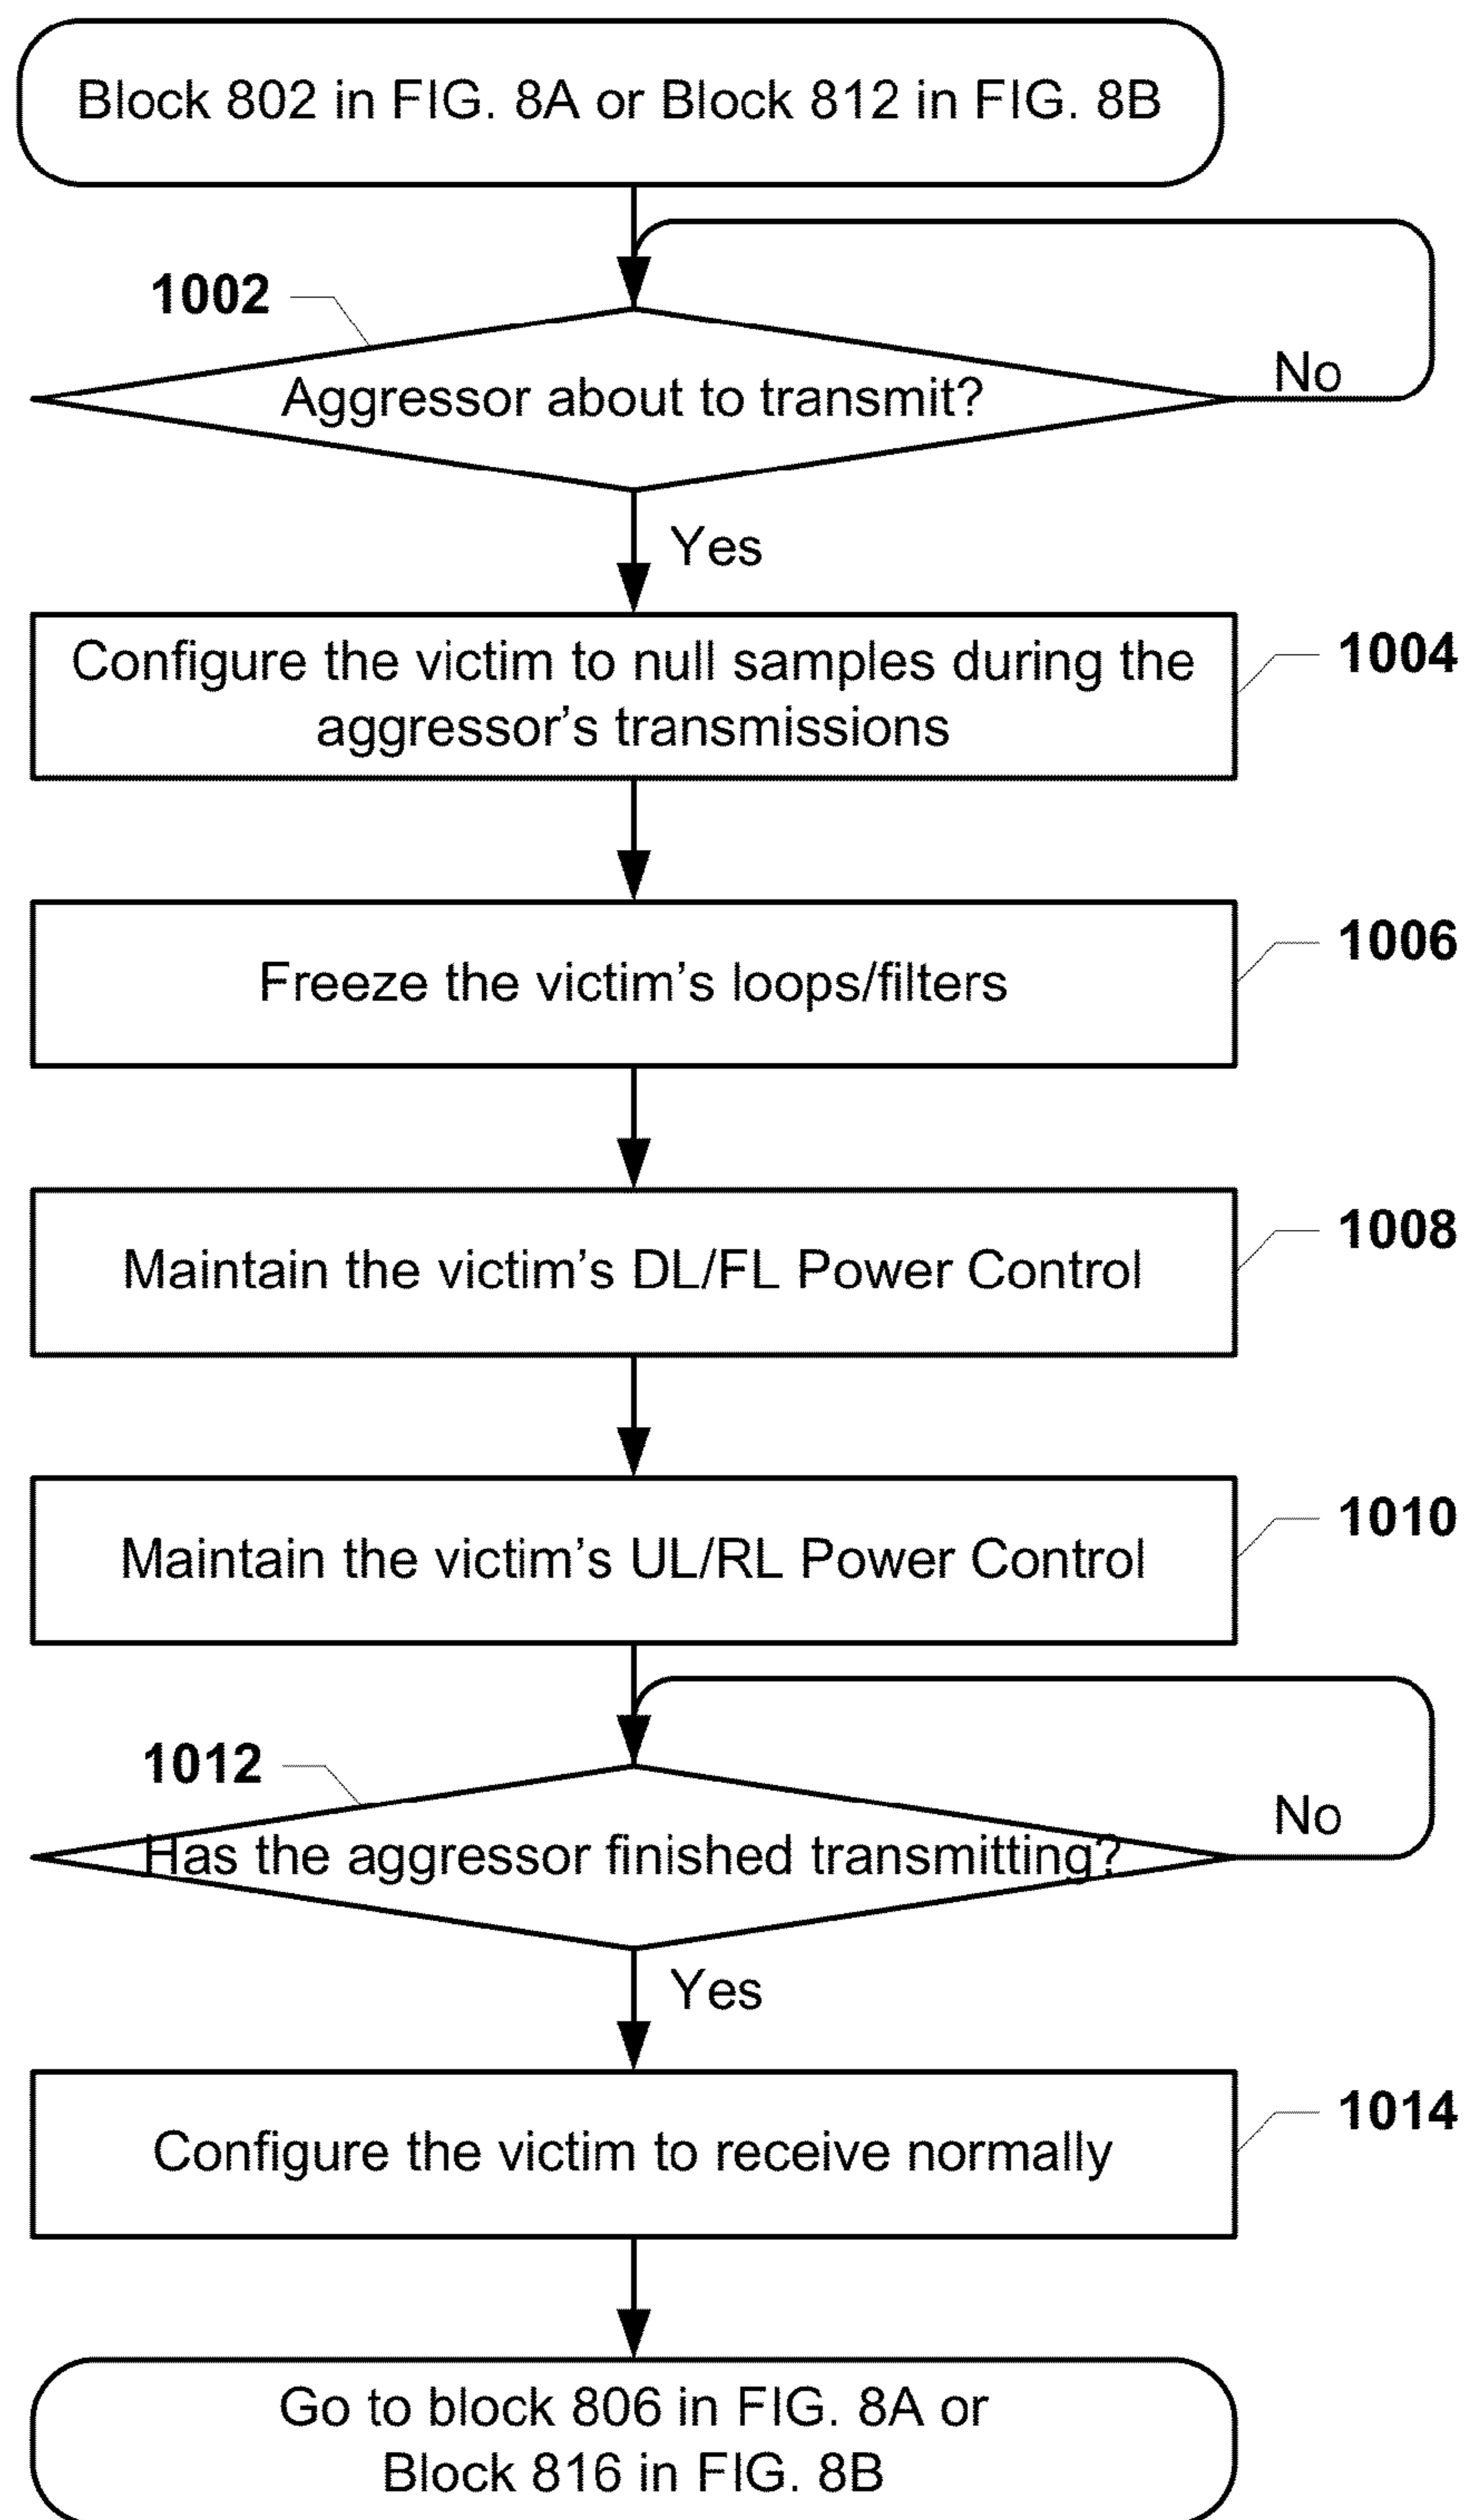 Block 802 in FIG. 8A or Block 812 in FIG. 8B
1002
Aggressor about to transmit?
No
Yes
Configure the victim to null samples during the
aggressor’s transmissions
1004
Freeze the victim’s loops/filters
1006
Maintain the victim’s DL/FL Power Control
1008
Maintain the victim’s UL/RL Power Control
1010
1012
Has the aggressor finished transmitting?
No
Yes
Configure the victim to receive normally
1014
Go to block 806 in FIG. 8A or
Block 816 in FIG. 8B